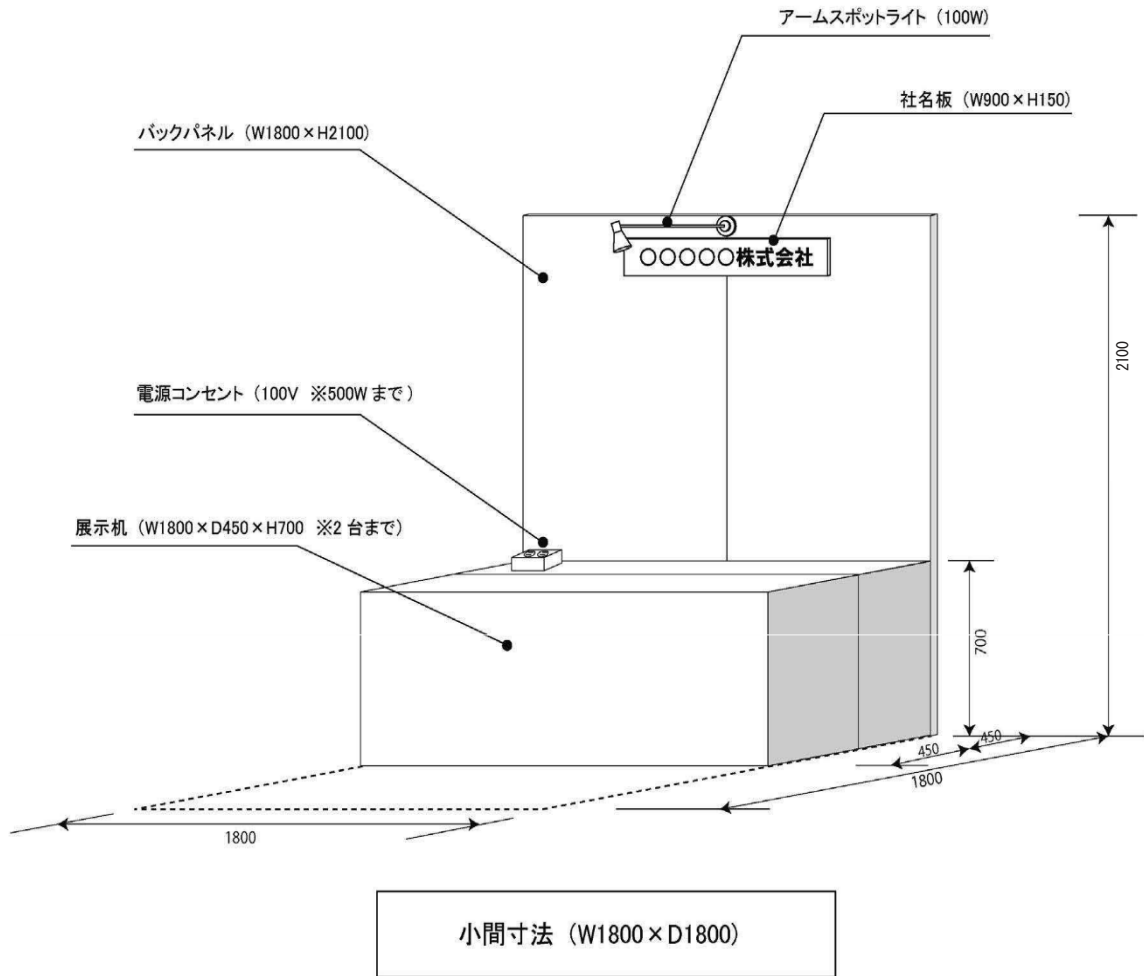 アームスポットライト（100W）
社名板（W900×H150）
バックパネル（W1800×H2100）
○○○○○株式会社
2100
電源コンセント（100V　※500Wまで）
展示机（W1800×D450×H700　※2台まで）
700
450
450
1800
1800
小間寸法（W1800×D1800）